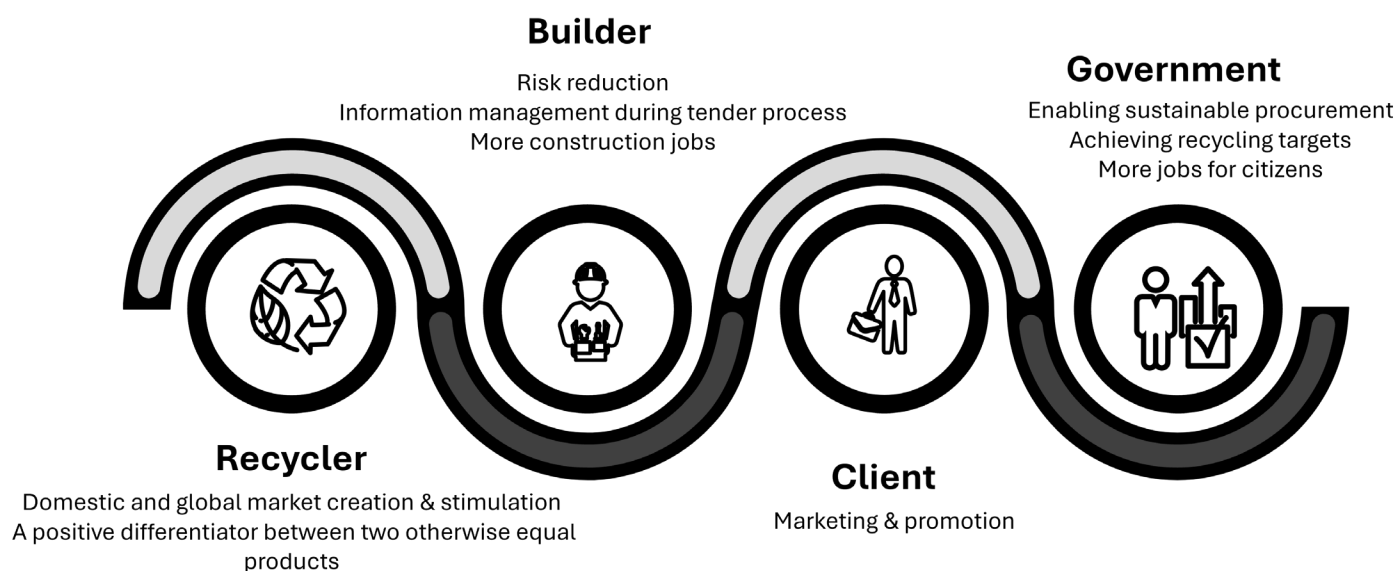 Builder
Risk reduction
Information management during tender process
More construction jobs
Government
Enabling sustainable procurement
Achieving recycling targets
More jobs for citizens
Recycler
Domestic and global market creation & stimulation
A positive differentiator between two otherwise equal
products
Client
Marketing & promotion